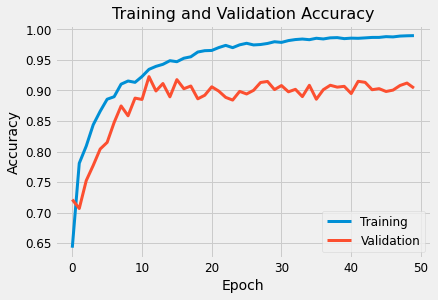 Training and Validation Accuracy
1.00
0.95
0.90
0.85
0.80
0.75
0.70
0.65
Accuracy
Training
Validation
0 10 20 30 40 50
Epoch